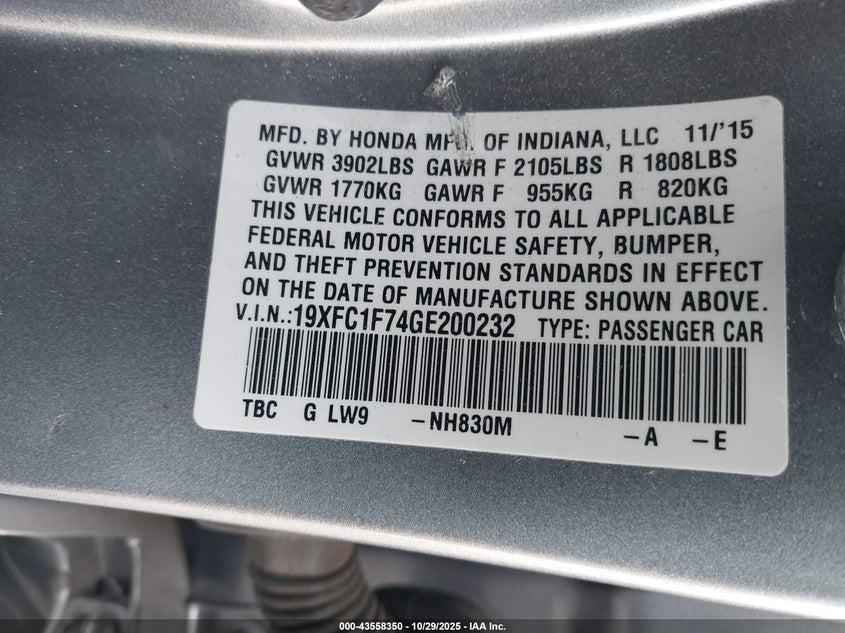 MFD. BY HONDA MFG. OF INDIANA, LLC 11/'15
GVWR 3902LBS GAWR F 2105LBS R 1808LBS
GVWR 1770KG GAWR F 955KG R 820KG
THIS VEHICLE CONFORMS TO ALL APPLICABLE
FEDERAL MOTOR VEHICLE SAFETY, BUMPER,
AND THEFT PREVENTION STANDARDS IN EFFECT
ON THE DATE OF MANUFACTURE SHOWN ABOVE.
V.I.N.:19XFC1F74GE200232 TYPE: PASSENGER CAR
TBC G LW9 -NH830M -A -E
000-43558350 - 10/29/2025 - IAA Inc.